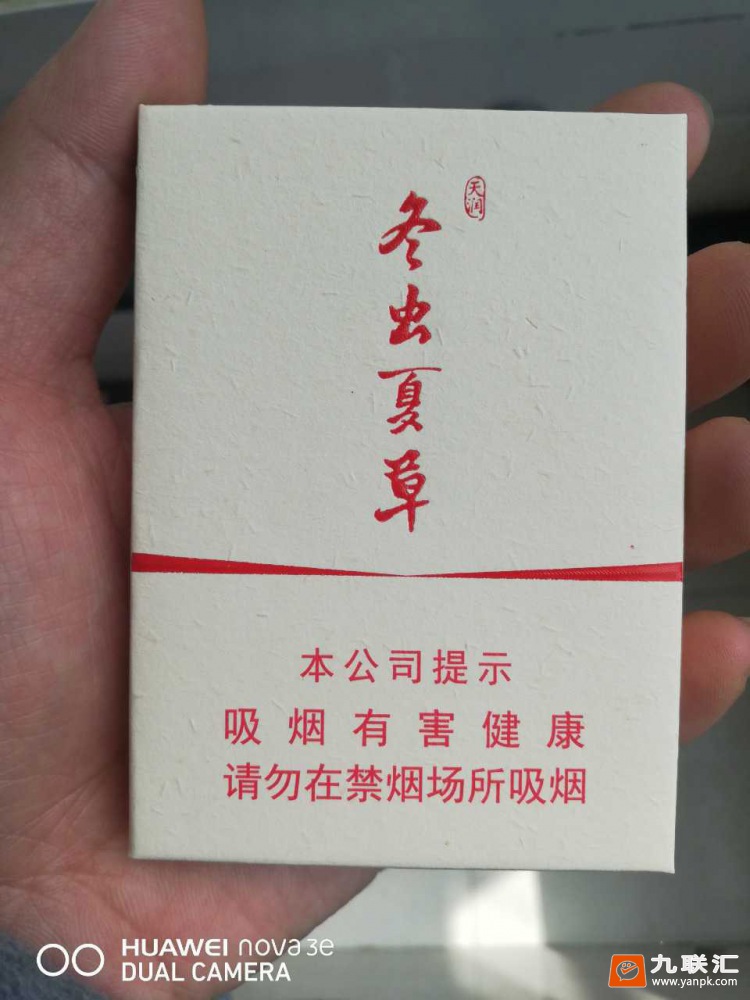 天润
冬虫夏草
本公司提示
吸烟有害健康
请勿在禁烟场所吸烟
HUAWEI nova 3e
DUAL CAMERA
九联汇
www.yanpk.com